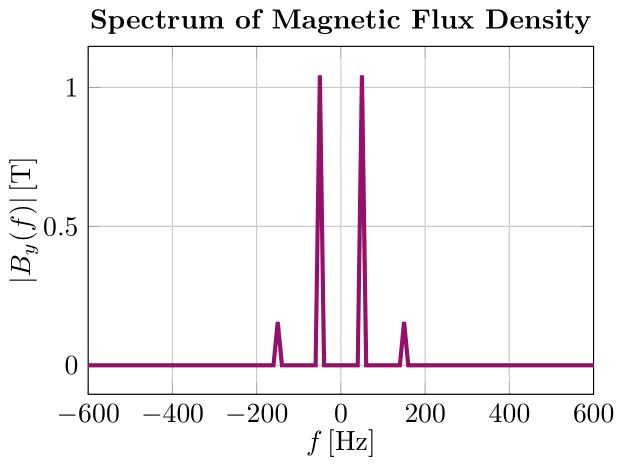 Spectrum of Magnetic Flux Density
|B_y(f)| [T]
1
0.5
0
−600 −400 −200 0 200 400 600
f [Hz]